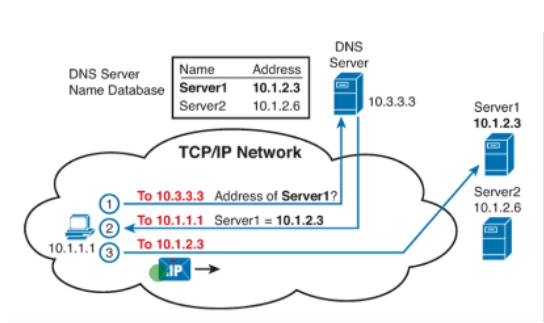 DNS
Server
DNS Server
Name Database
Name Address
Server1 10.1.2.3
Server2 10.1.2.6
10.3.3.3
Server1
10.1.2.3
TCP/IP Network
Server2
10.1.2.6
1 To 10.3.3.3 Address of Server1?
2 To 10.1.1.1 Server1 = 10.1.2.3
10.1.1.1
3 To 10.1.2.3
.IP